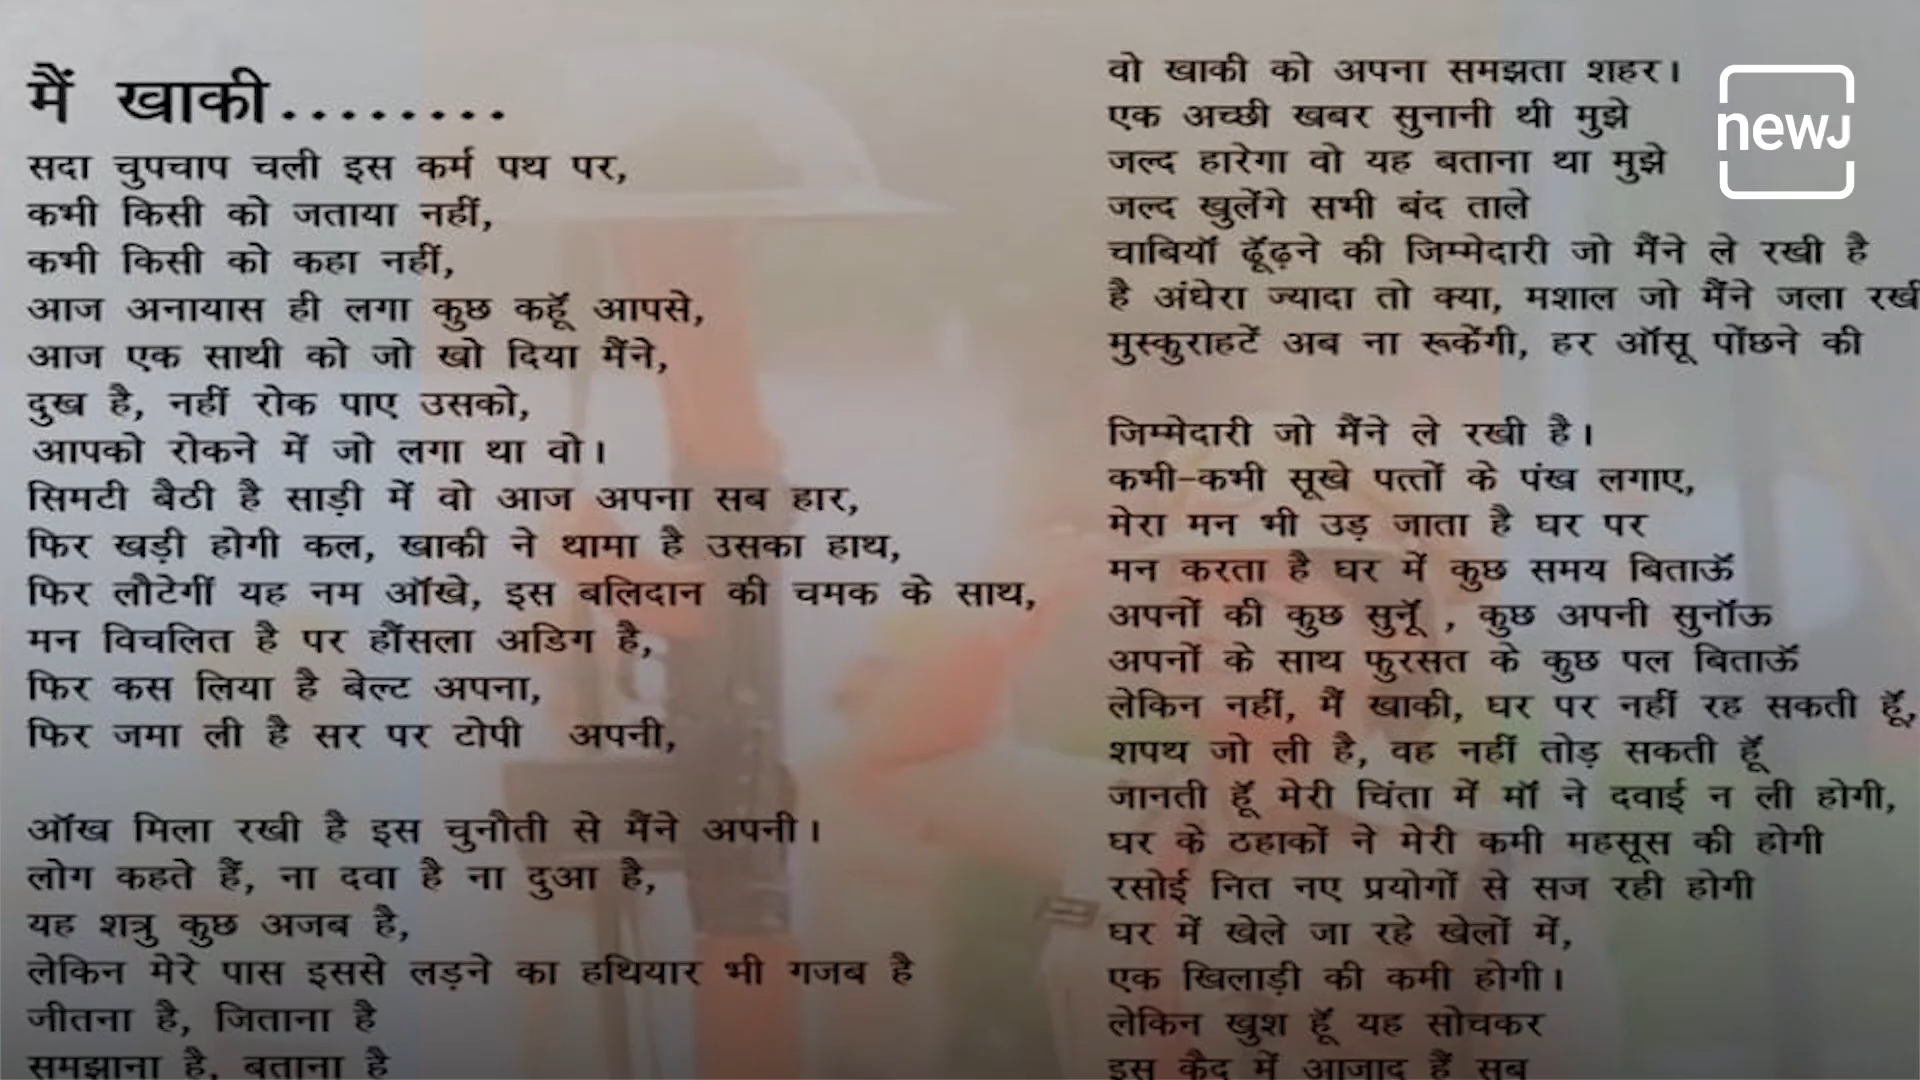 मैं खाकी........
सदा चुपचाप चली इस कर्म पथ पर,
कभी किसी को जताया नहीं,
कभी किसी को कहा नहीं,
आज अनायास ही लगा कुछ कहूॅ आपसे,
आज एक साथी को जो खो दिया मैंने,
दुख है, नहीं रोक पाए उसको,
आपको रोकने में जो लगा था वो।
सिमटी बैठी है साड़ी में वो आज अपना सब हार,
फिर खड़ी होगी कल, खाकी ने थामा है उसका हाथ,
फिर लौटेगीं यह नम ऑखे, इस बलिदान की चमक के साथ,
मन विचलित है पर हौंसला अडिग है,
फिर कस लिया है बेल्ट अपना,
फिर जमा ली है सर पर टोपी अपनी,
ऑख मिला रखी है इस चुनौती से मैंने अपनी।
लोग कहते हैं, ना दवा है ना दुआ है,
यह शत्रु कुछ अजब है,
लेकिन मेरे पास इससे लड़ने का हथियार भी गजब है
जीतना है, जिताना है
समझाना है, बताना है
वो खाकी को अपना समझता शहर।
एक अच्छी खबर सुनानी थी मुझे
जल्द हारेगा वो यह बताना था मुझे
जल्द खुलेंगे सभी बंद ताले
चाबियॉ ढूॅढ़ने की जिम्मेदारी जो मैंने ले रखी है
है अंधेरा ज्यादा तो क्या, मशाल जो मैंने जला रखी
मुस्कुराहटें अब ना रूकेंगी, हर ऑसू पोंछने की
जिम्मेदारी जो मैंने ले रखी है।
कभी-कभी सूखे पत्तों के पंख लगाए,
मेरा मन भी उड़ जाता है घर पर
मन करता है घर में कुछ समय बिताऊॅ
अपनों की कुछ सुनूॅ , कुछ अपनी सुनॉऊ
अपनों के साथ फुरसत के कुछ पल बिताऊॅ
लेकिन नहीं, मैं खाकी, घर पर नहीं रह सकती हूॅ,
शपथ जो ली है, वह नहीं तोड़ सकती हूॅ
जानती हूॅ मेरी चिंता में मॉ ने दवाई न ली होगी,
घर के ठहाकों ने मेरी कमी महसूस की होगी
रसोई नित नए प्रयोगों से सज रही होगी
घर में खेले जा रहे खेलों में,
एक खिलाड़ी की कमी होगी।
लेकिन खुश हूॅ यह सोचकर
इस कैद में आजाद हैं सब
newJ